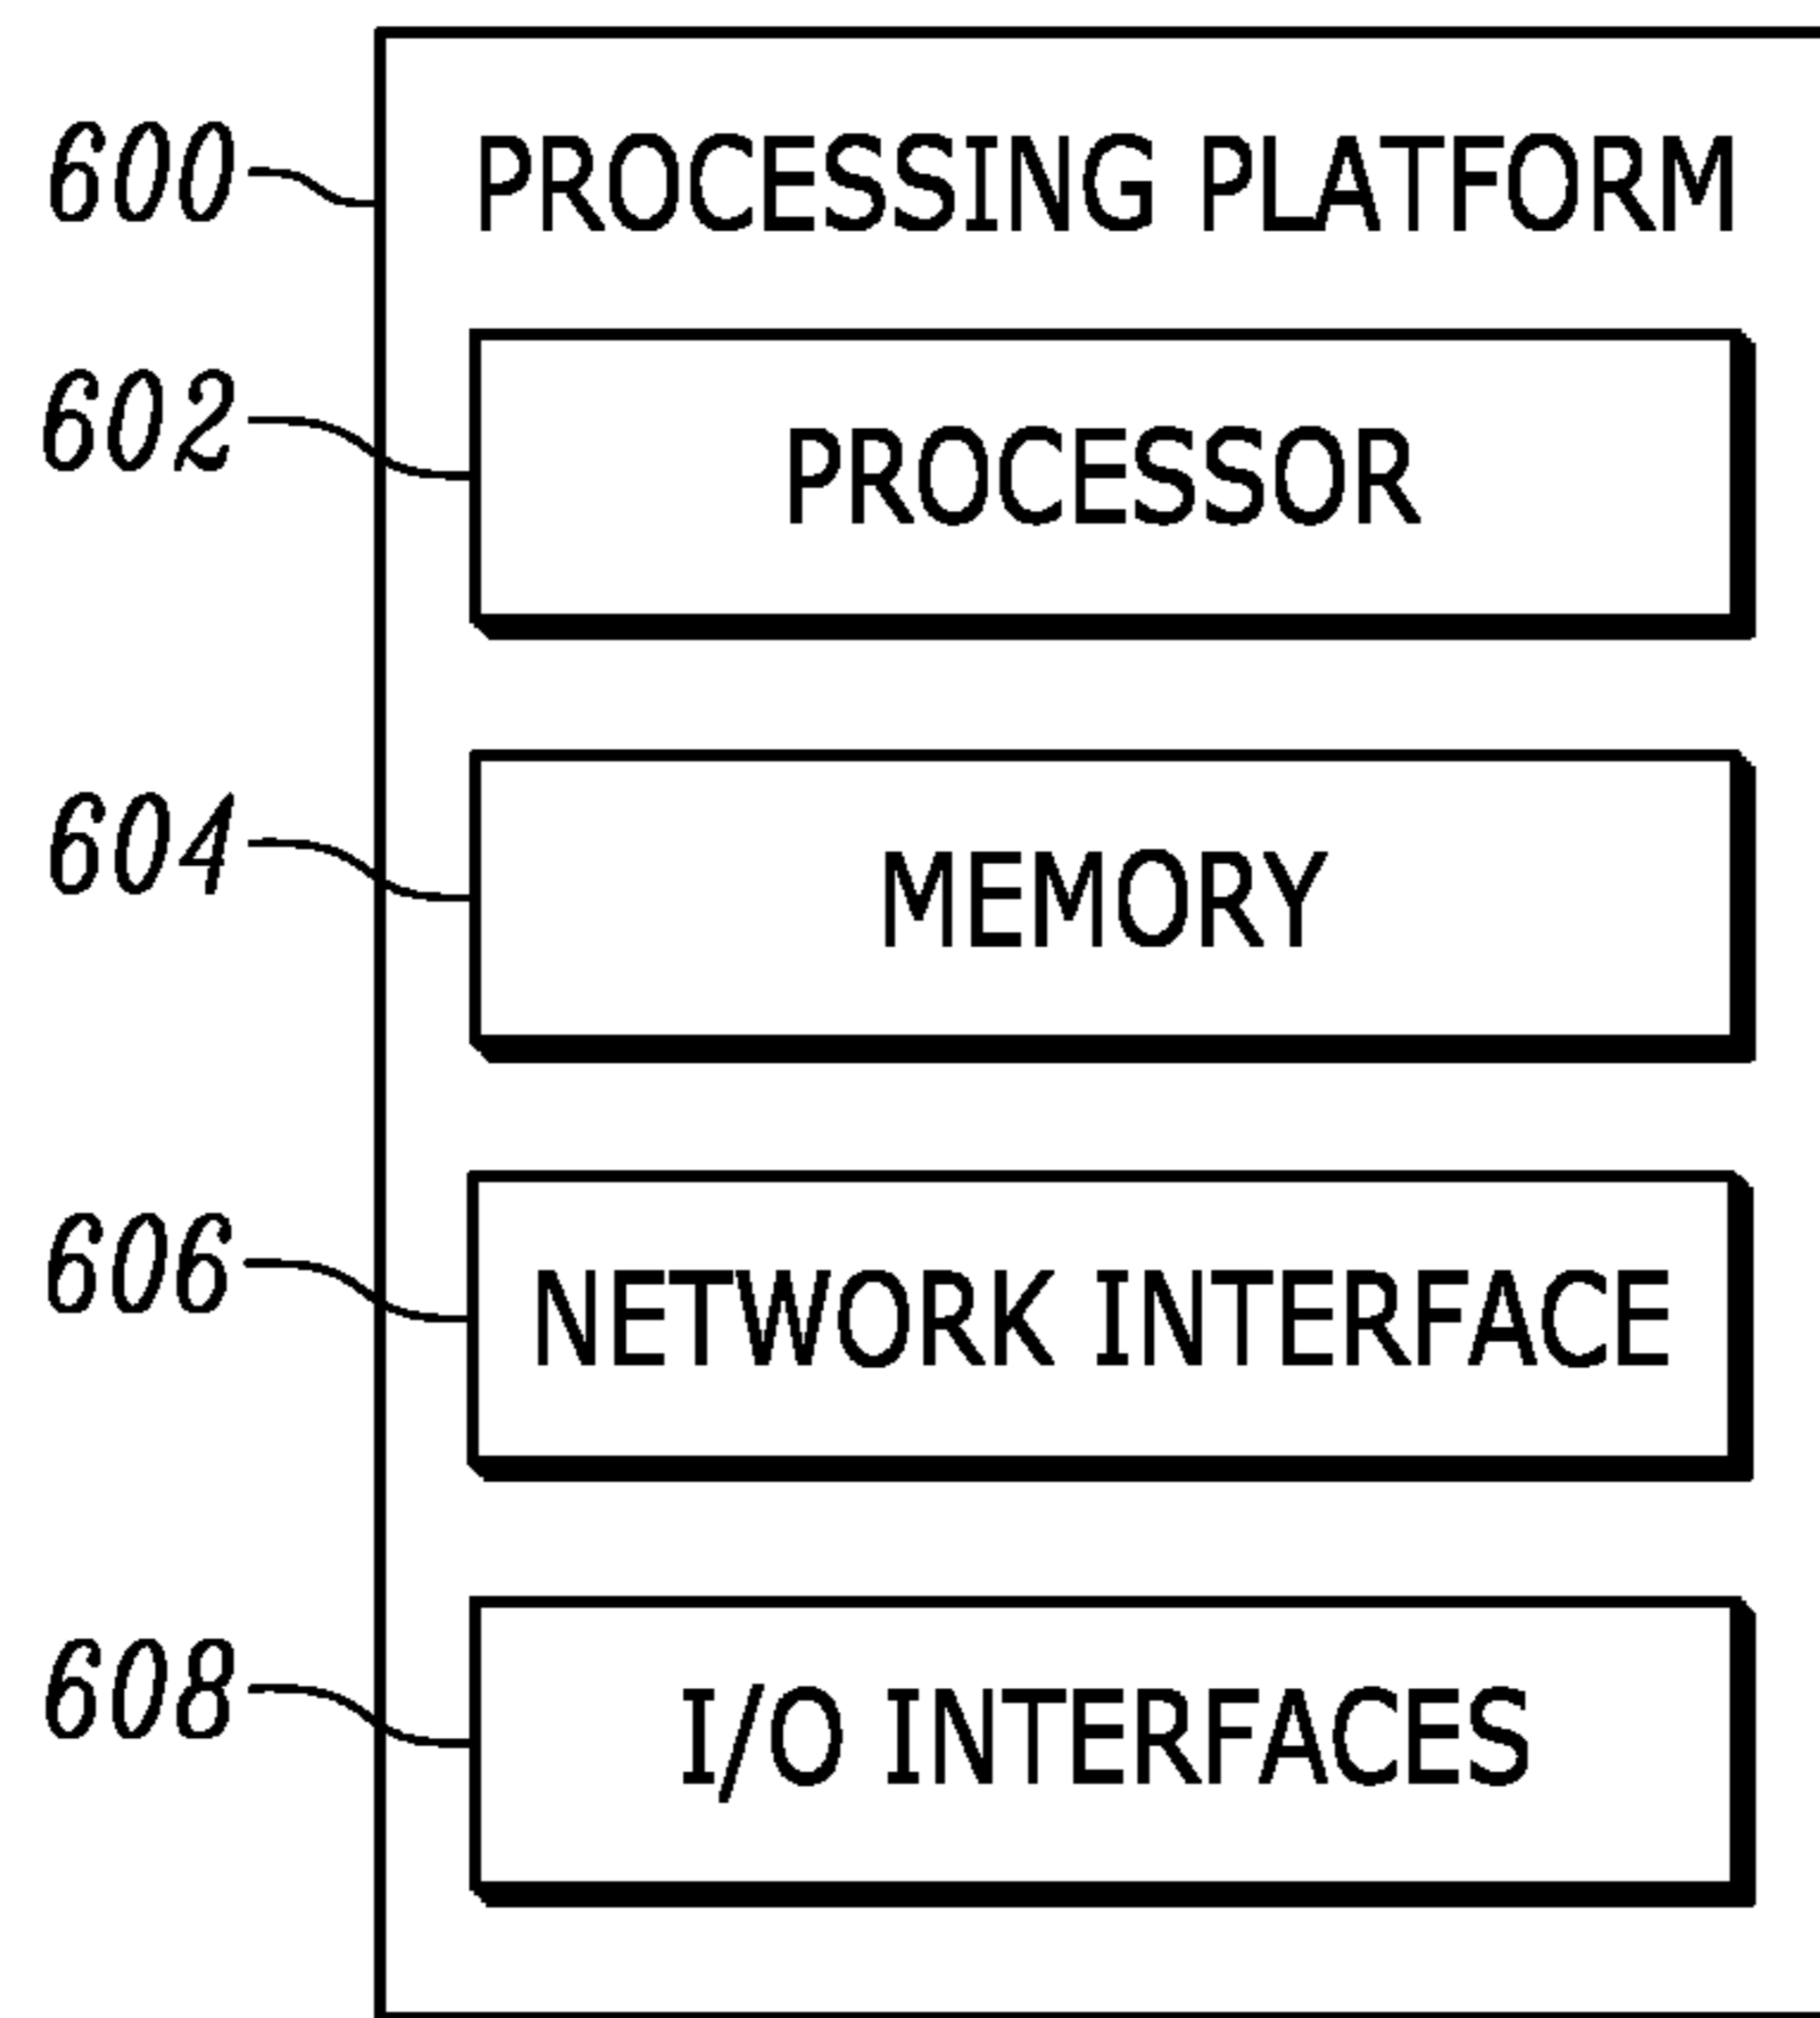 600 PROCESSING PLATFORM
602 PROCESSOR
604 MEMORY
606 NETWORK INTERFACE
608 I/O INTERFACES